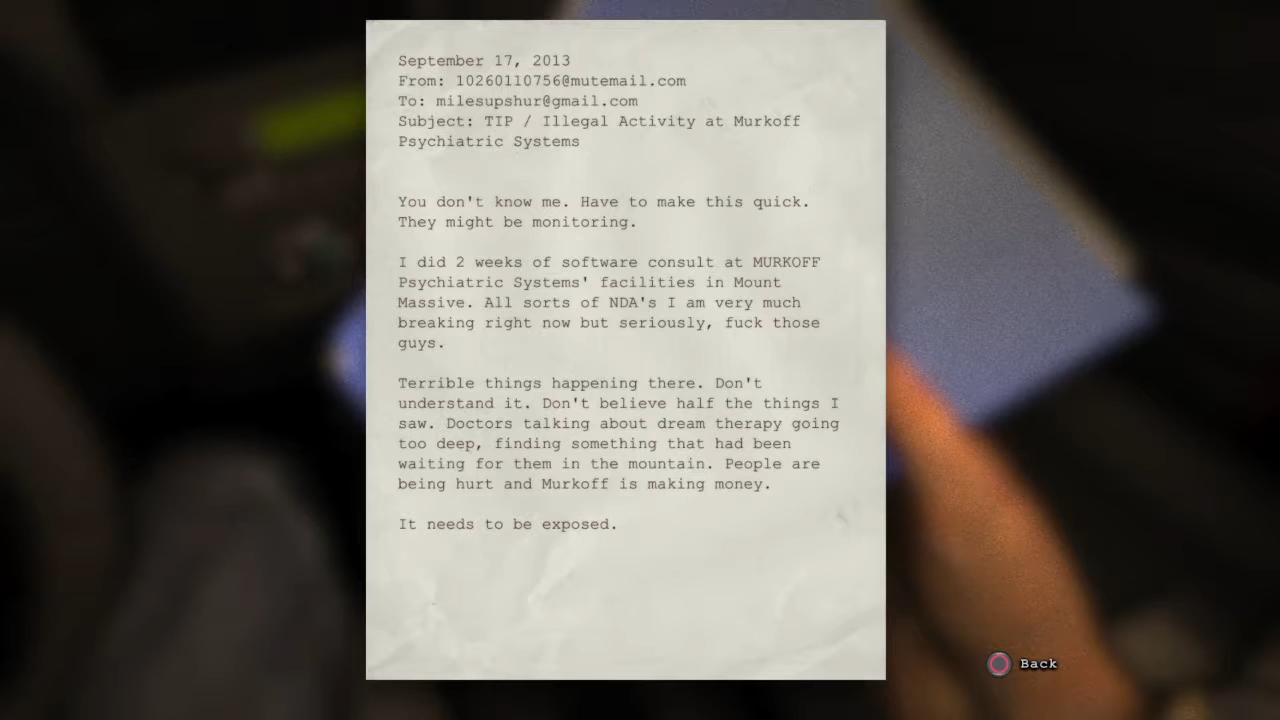 September 17, 2013
From: 10260110756@mutemail.com
To: milesupshur@gmail.com
Subject: TIP / Illegal Activity at Murkoff
Psychiatric Systems
You don't know me. Have to make this quick.
They might be monitoring.
I did 2 weeks of software consult at MURKOFF
Psychiatric Systems' facilities in Mount
Massive. All sorts of NDA's I am very much
breaking right now but seriously, fuck those
guys.
Terrible things happening there. Don't
understand it. Don't believe half the things I
saw. Doctors talking about dream therapy going
too deep, finding something that had been
waiting for them in the mountain. People are
being hurt and Murkoff is making money.
It needs to be exposed.
Back